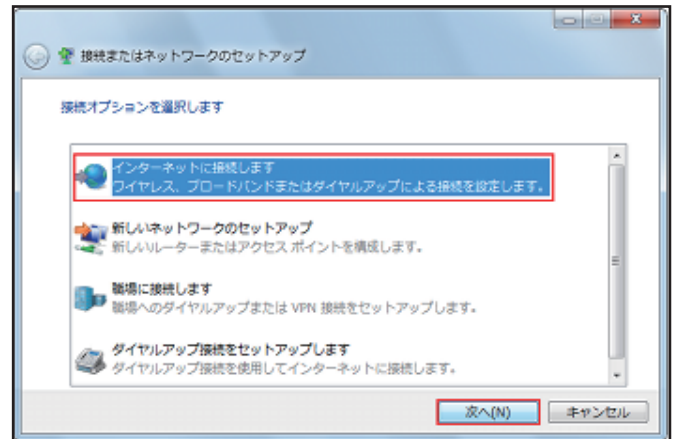 接続またはネットワークのセットアップ
接続オプションを選択します
インターネットに接続します
ワイヤレス、ブロードバンドまたはダイヤルアップによる接続を設定します。
新しいネットワークのセットアップ
新しいルーターまたはアクセス ポイントを構成します。
職場に接続します
職場へのダイヤルアップまたは VPN 接続をセットアップします。
ダイヤルアップ接続をセットアップします
ダイヤルアップ接続を使用してインターネットに接続します。
次へ(N)
キャンセル